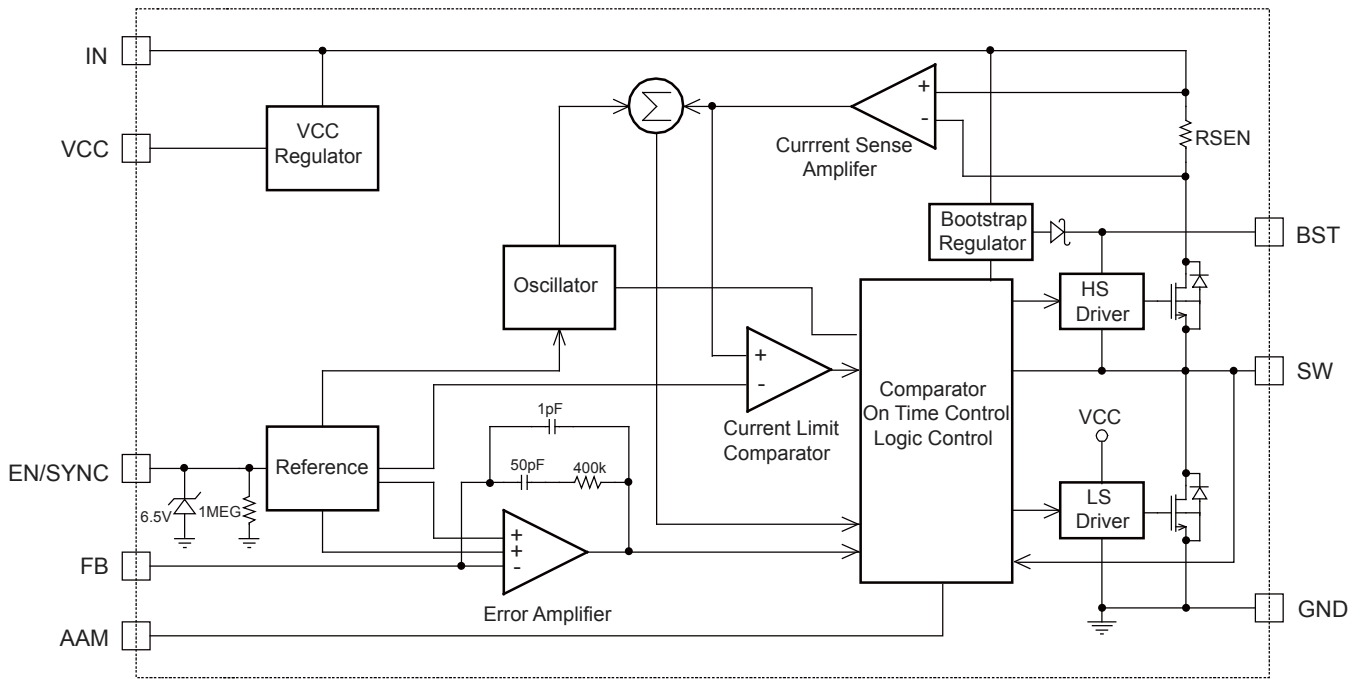 IN
VCC
VCC
Regulator
Σ
+
-
Currrent Sense
Amplifer
RSEN
Bootstrap
Regulator
BST
Oscillator
HS
Driver
+
-
Current Limit
Comparator
Comparator
On Time Control
Logic Control
SW
VCC
1pF
50pF
400k
EN/SYNC
Reference
6.5V
1MEG
LS
Driver
+
+
-
Error Amplifier
FB
AAM
GND